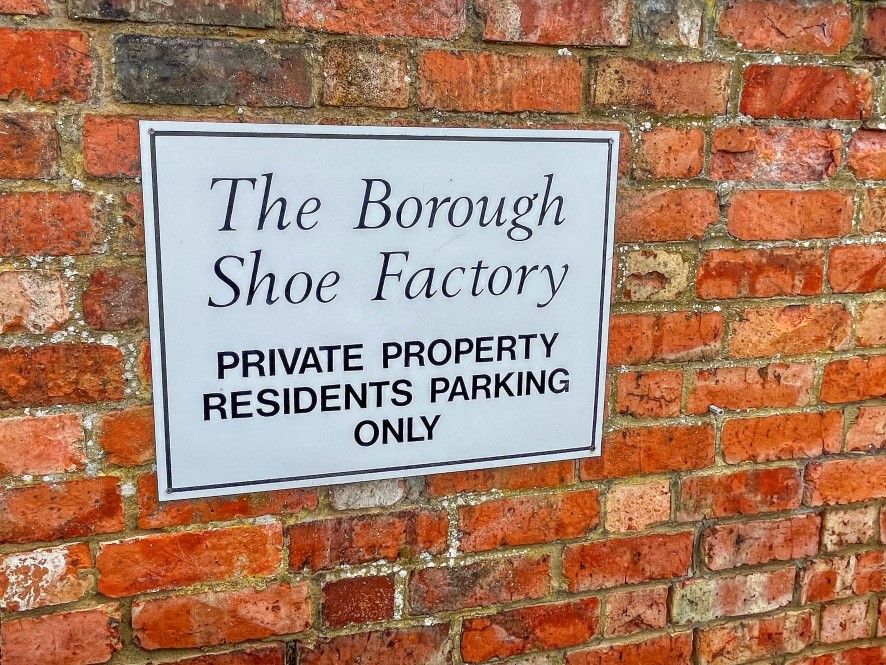 The Borough
Shoe Factory
PRIVATE PROPERTY
RESIDENTS PARKING
ONLY